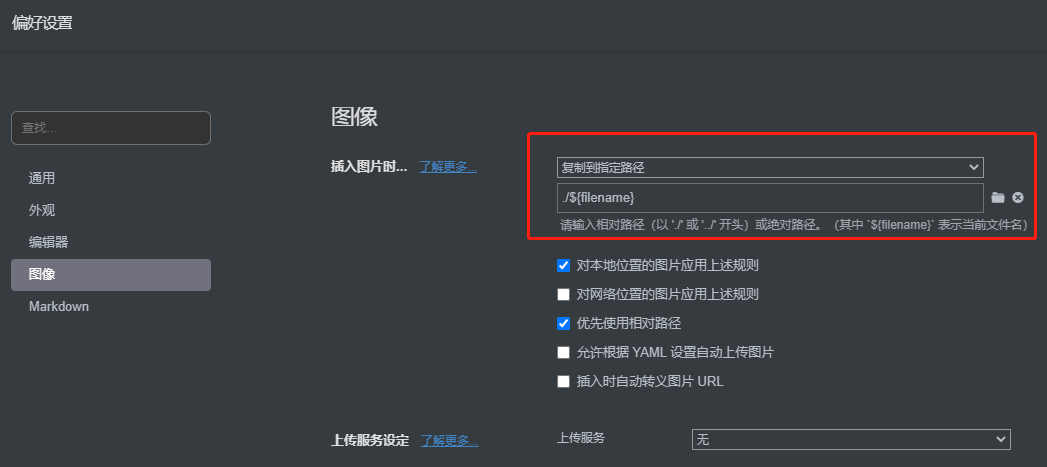 偏好设置
查找...
通用
外观
编辑器
图像
Markdown
图像
插入图片时... 了解更多...
复制到指定路径
./${filename}
请输入相对路径（以 './' 或 '../' 开头）或绝对路径。（其中 `${filename}` 表示当前文件名）
对本地位置的图片应用上述规则
对网络位置的图片应用上述规则
优先使用相对路径
允许根据 YAML 设置自动上传图片
插入时自动转义图片 URL
上传服务设定 了解更多... 上传服务 无